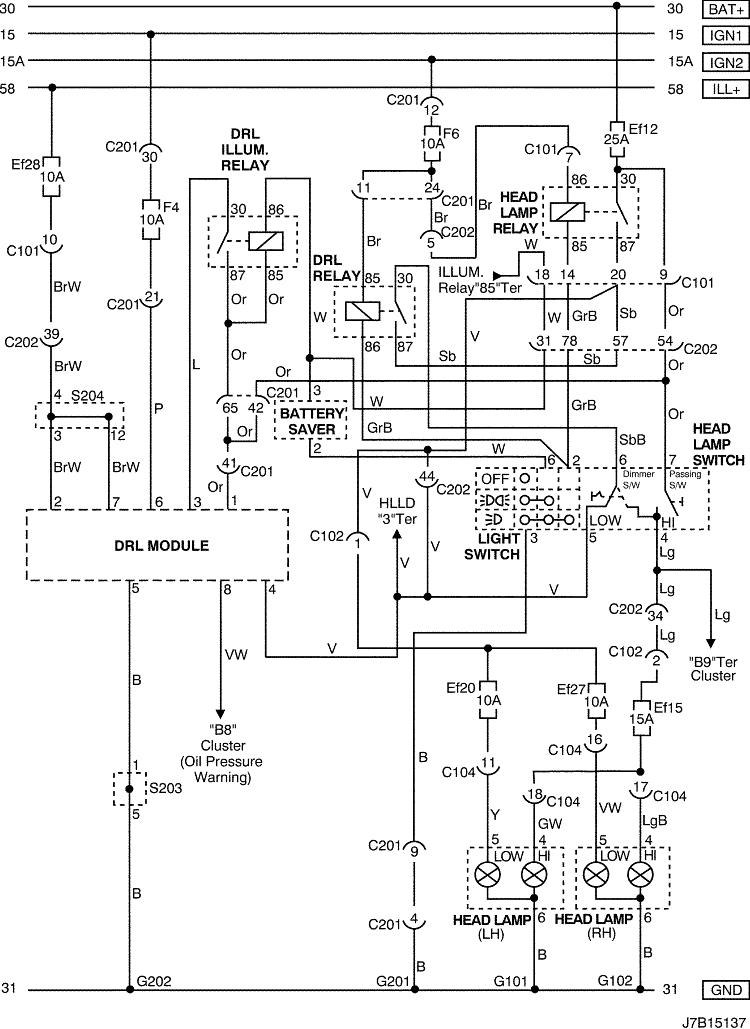 30 30 BAT+
15 15 IGN1
15A 15A IGN2
58 58 ILL+
C201
12
F6
10A
Ef12
25A
Ef28
10A
C201
30
F4
10A
DRL
ILLUM.
RELAY
C101
7
11 24
C201
Br
C202
5
Br
Br
HEAD
LAMP
RELAY
86 30
85 87
30 86
87 85
Or Or
10
C101
BrW
39
C202
BrW
21
C201
DRL
RELAY
85 30
86 87
W
ILLUM.
Relay"85"Ter
18 14 20 9
C101
W GrB Sb Or
31 78 57 54
C202
W
V
Sb Sb
Or
Or
L
P
Or
4 S204
3 12
BrW BrW
65 42
C201
Or
41
C201
Or
3
BATTERY
SAVER
2
W
GrB GrB
SbB
Or
HEAD
LAMP
SWITCH
W
6 2 6 7
Dimmer
S/W
Passing
S/W
OFF
LOW HI
LIGHT
SWITCH
3 5 4
44
C202
V
HLLD
"3"Ter
C102
1
V
V
2 7 6 3 1
DRL MODULE
5 8 4
V
V
Lg
Lg
C202
34
Lg
Lg
C102
2
"B9"Ter
Cluster
VW
B
"B8"
Cluster
(Oil Pressure
Warning)
Ef20
10A
Ef27
10A
Ef15
15A
1
S203
5
B
B
C104
11
C104
16
18
C104
17
C104
Y GW VW LgB
C201
9
5 4
LOW HI
5 4
LOW HI
HEAD LAMP
(LH)
6
HEAD LAMP
(RH)
6
C201
4
B B B
31 G202 G201 G101 G102 31 GND
J7B15137